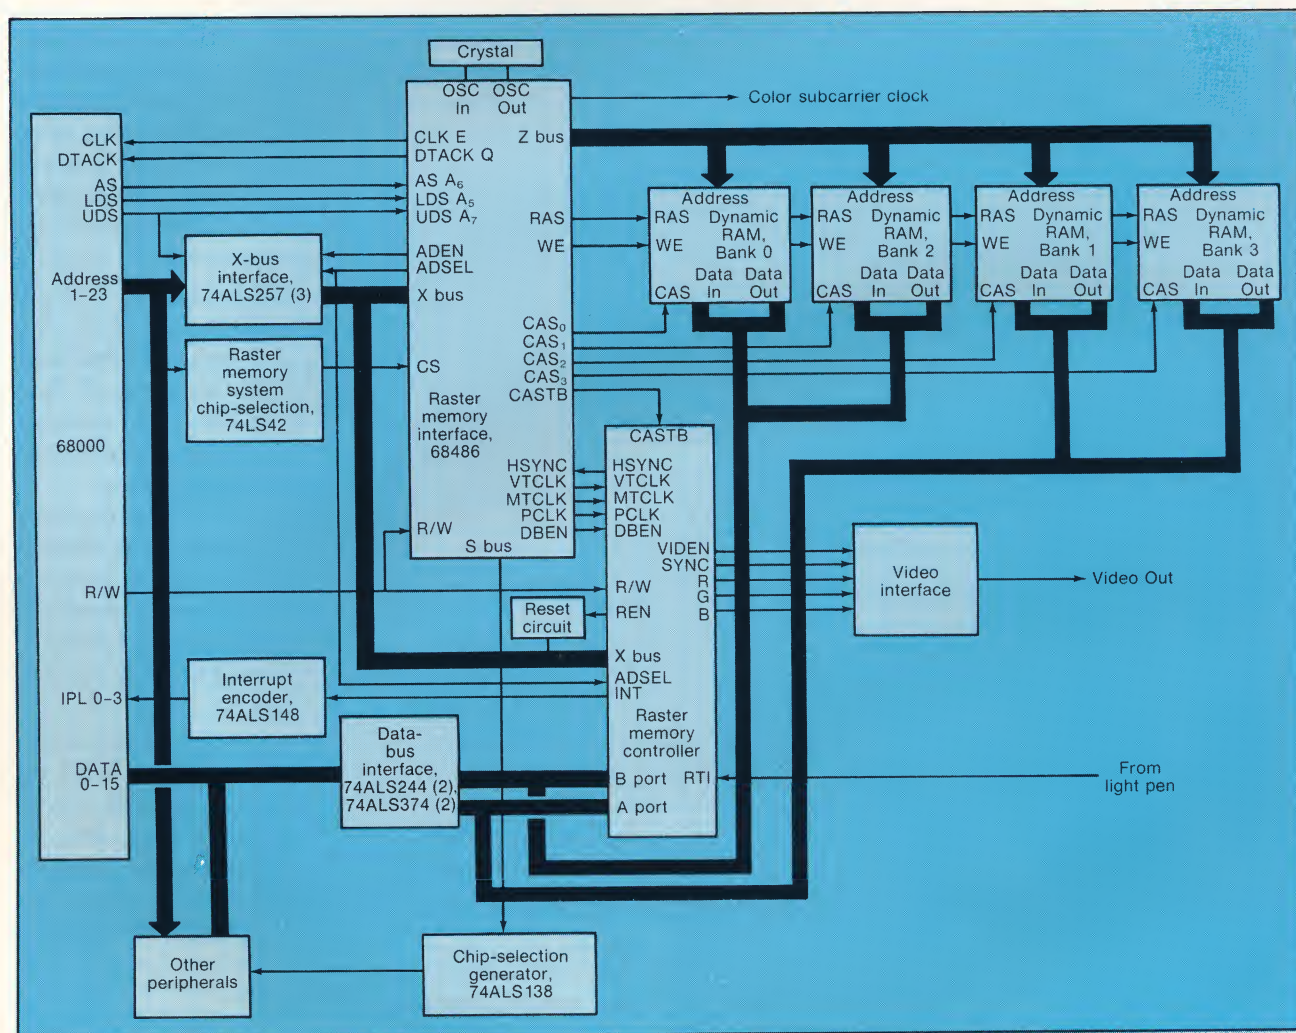 Crystal
OSC In
OSC Out
Color subcarrier clock
CLK
DTACK
AS
LDS
UDS
Address
1–23
68000
R/W
IPL 0–3
DATA
0–15
CLK E
DTACK Q
AS A6
LDS A5
UDS A7
ADEN
ADSEL
X bus
CS
R/W
S bus
Raster
memory
interface,
68486
Z bus
RAS
WE
CAS0
CAS1
CAS2
CAS3
CASTB
HSYNC
VTCLK
MTCLK
PCLK
DBEN
X-bus
interface,
74ALS257 (3)
Raster
memory
system
chip-selection,
74LS42
Address
RAS Dynamic
RAM,
WE Bank 0
Data Data
CAS In Out
Address
RAS Dynamic
RAM,
WE Bank 2
Data Data
CAS In Out
Address
RAS Dynamic
RAM,
WE Bank 1
Data Data
CAS In Out
Address
RAS Dynamic
RAM,
WE Bank 3
Data Data
CAS In Out
CASTB
HSYNC
VTCLK
MTCLK
PCLK
DBEN
VIDEN
SYNC
R
G
B
R/W
REN
X bus
ADSEL
INT
Raster
memory
controller
B port
RTI
A port
Reset
circuit
Video
interface
Video Out
Interrupt
encoder,
74ALS148
Data-
bus
interface,
74ALS244 (2),
74ALS374 (2)
From
light pen
Other
peripherals
Chip-selection
generator,
74ALS138